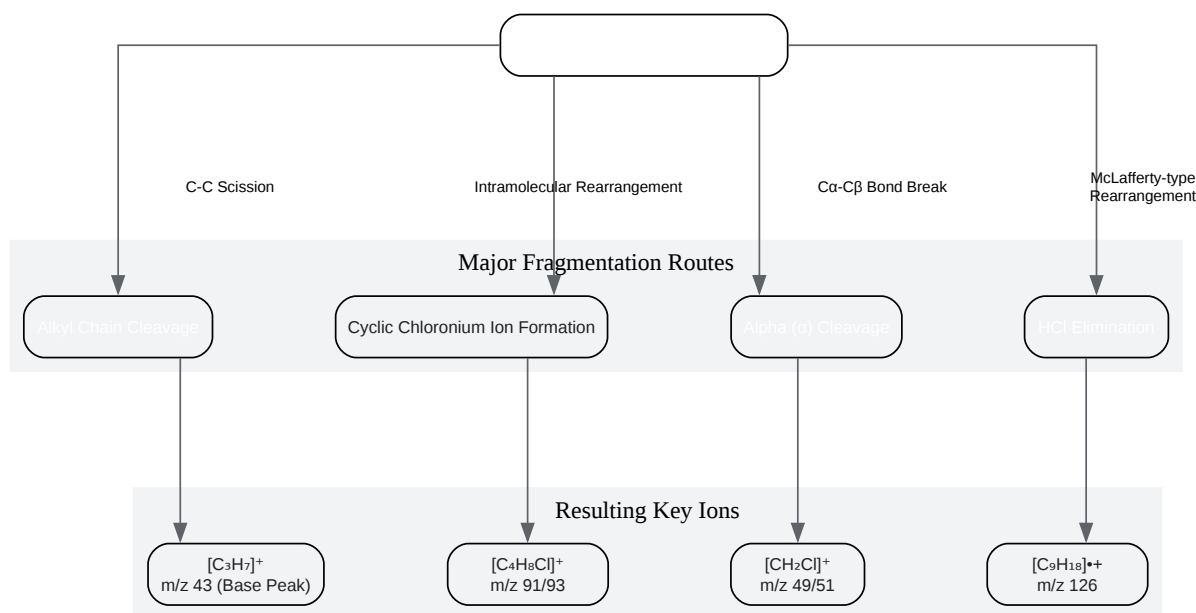 C-C Scission
Intramolecular Rearrangement
Cα-Cβ Bond Break
McLafferty-type
Rearrangement
Major Fragmentation Routes
Alkyl Chain Cleavage
Cyclic Chloronium Ion Formation
Alpha (α) Cleavage
HCl Elimination
Resulting Key Ions
[C₃H₇]⁺
m/z 43 (Base Peak)
[C₄H₈Cl]⁺
m/z 91/93
[CH₂Cl]⁺
m/z 49/51
[C₉H₁₈]•+
m/z 126